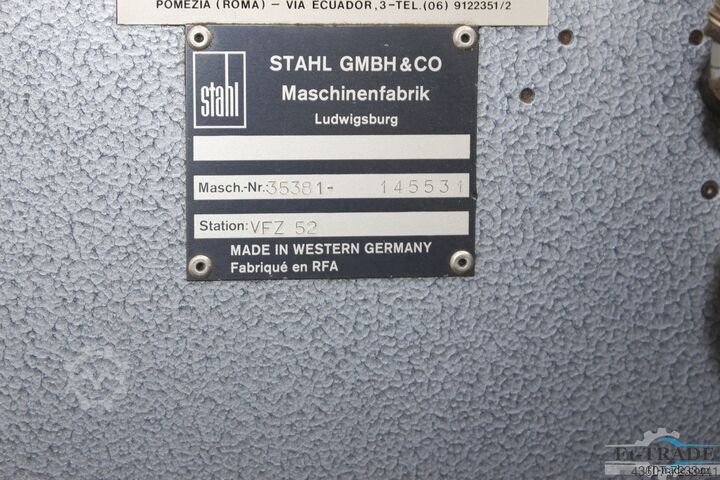 POMEZIA (ROMA) - VIA ECUADOR, 3-TEL. (06) 9122351/2
STAHL GMBH & CO
Maschinenfabrik
Ludwigsburg
stahl
Masch.-Nr.: 35381- 145531
Station: VFZ 52
MADE IN WESTERN GERMANY
Fabriqué en RFA